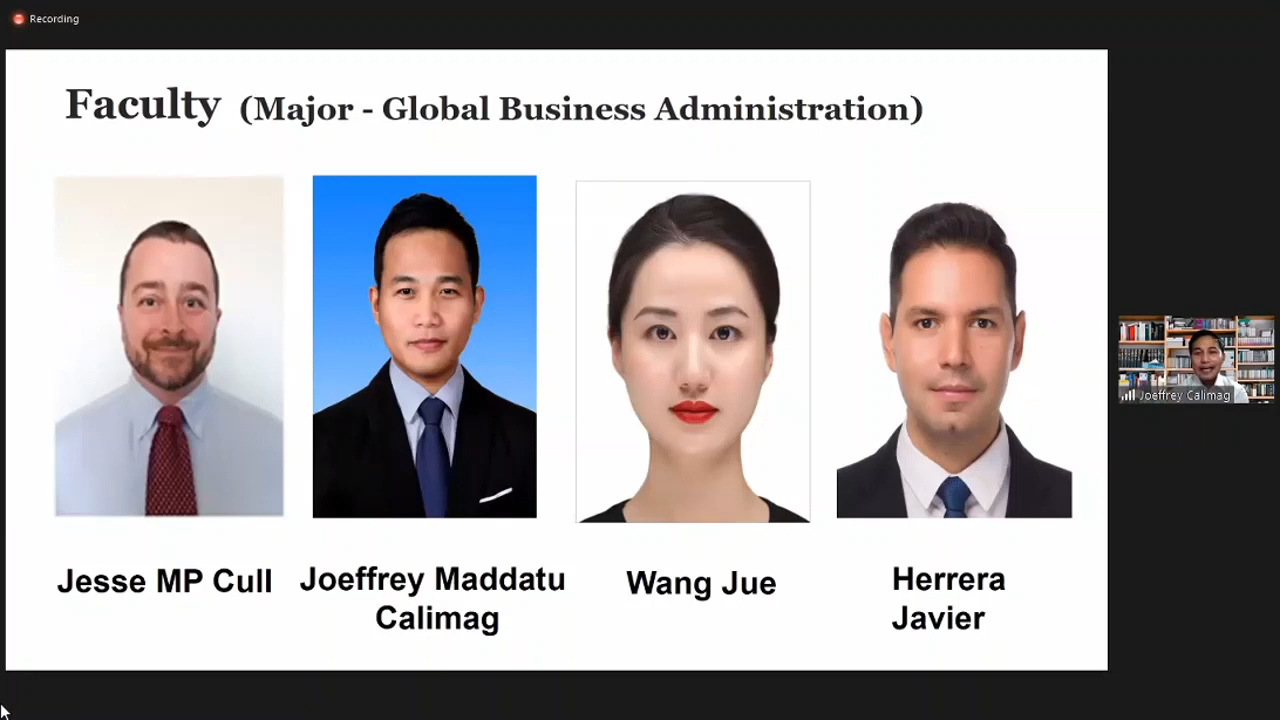 Recording
Faculty (Major - Global Business Administration)
Jesse MP Cull
Joeffrey Maddatu
Calimag
Wang Jue
Herrera
Javier
Joeffrey Calimag